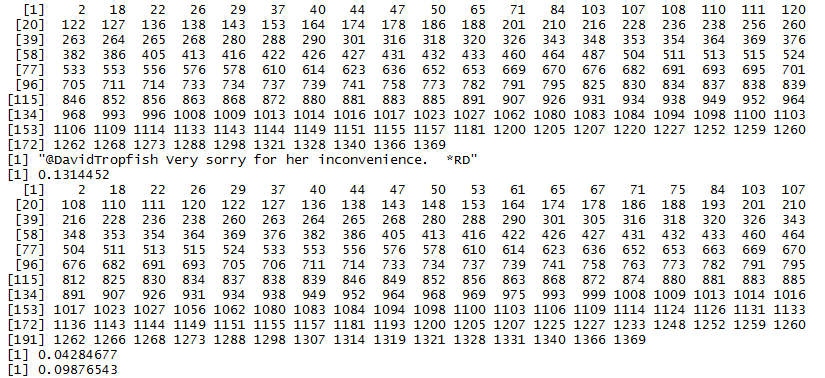 [1] 2 18 22 26 29 37 40 44 47 50 65 71 84 103 107 108 110 111 120
[20] 122 127 136 138 143 153 164 174 178 186 188 201 210 216 228 236 238 256 260
[39] 263 264 265 268 280 288 290 301 316 318 320 326 343 348 353 354 364 369 376
[58] 382 386 405 413 416 422 426 427 431 432 433 460 464 487 504 511 513 515 524
[77] 533 553 556 576 578 610 614 623 636 652 653 669 670 676 682 691 693 695 701
[96] 705 711 714 733 734 737 739 741 758 773 782 791 795 825 830 834 837 838 839
[115] 846 852 856 863 868 872 880 881 883 885 891 907 926 931 934 938 949 952 964
[134] 968 993 996 1008 1009 1013 1014 1016 1017 1023 1027 1062 1080 1083 1084 1094 1098 1100 1103
[153] 1106 1109 1114 1133 1143 1144 1149 1151 1155 1157 1181 1200 1205 1207 1220 1227 1252 1259 1260
[172] 1262 1268 1273 1288 1298 1321 1328 1340 1366 1369
[1] "@DavidTropfish Very sorry for her inconvenience.  *RD"
[1] 0.1314452
[1] 2 18 22 26 29 37 40 44 47 50 53 61 65 67 71 75 84 103 107
[20] 108 110 111 120 122 127 136 138 143 148 153 164 174 178 186 188 193 201 210
[39] 216 228 236 238 260 263 264 265 268 280 288 290 301 305 316 318 320 326 343
[58] 348 353 354 364 369 376 382 386 405 413 416 422 426 427 431 432 433 460 464
[77] 504 511 513 515 524 533 553 556 576 578 610 614 623 636 652 653 663 669 670
[96] 676 682 691 693 705 706 711 714 733 734 737 739 741 758 763 773 782 791 795
[115] 812 825 830 834 837 838 839 846 849 852 856 863 868 872 874 880 881 883 885
[134] 891 907 926 931 934 938 949 952 964 968 969 975 993 999 1008 1009 1013 1014 1016
[153] 1017 1023 1027 1056 1062 1080 1083 1084 1094 1098 1100 1103 1106 1109 1114 1124 1126 1131 1133
[172] 1136 1143 1144 1149 1151 1155 1157 1181 1193 1200 1205 1207 1225 1227 1233 1248 1252 1259 1260
[191] 1262 1266 1268 1273 1288 1298 1307 1314 1319 1321 1328 1331 1340 1366 1369
[1] 0.04284677
[1] 0.09876543